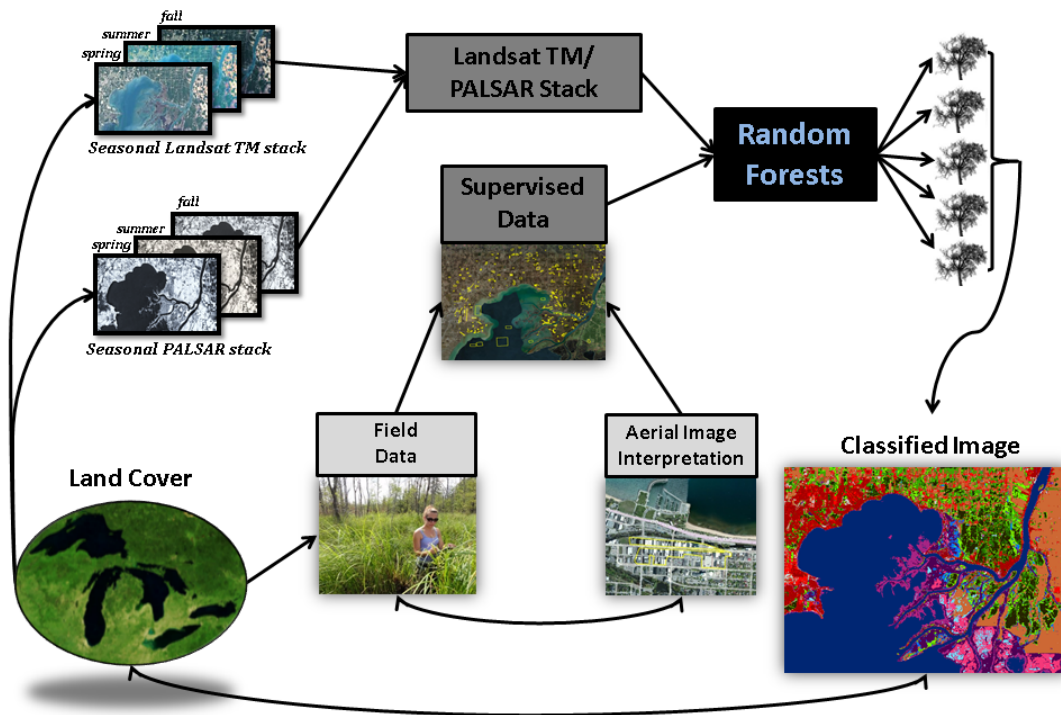 fall
summer
spring
Seasonal Landsat TM stack
fall
summer
spring
Seasonal PALSAR stack
Landsat TM/
PALSAR Stack
Random
Forests
Supervised
Data
Field
Data
Aerial Image
Interpretation
Land Cover
Classified Image